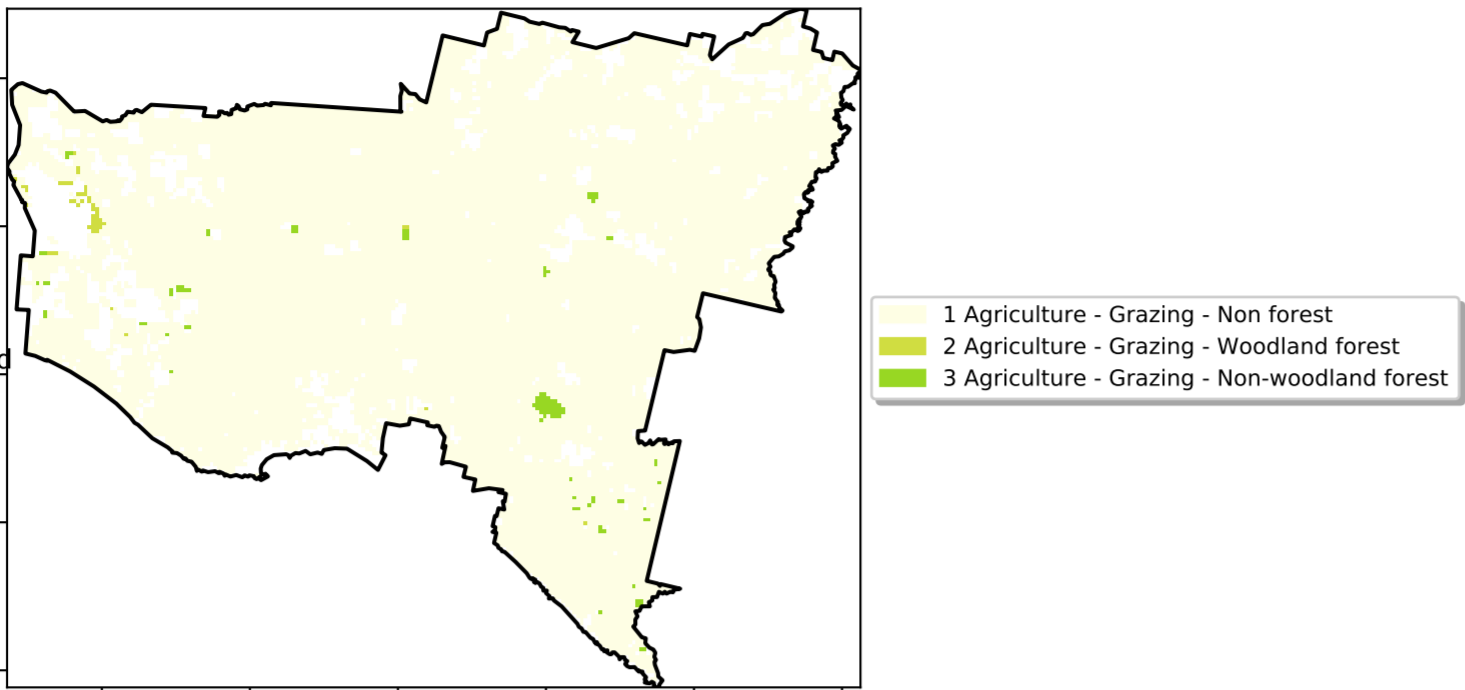 d
1 Agriculture - Grazing - Non forest
2 Agriculture - Grazing - Woodland forest
3 Agriculture - Grazing - Non-woodland forest